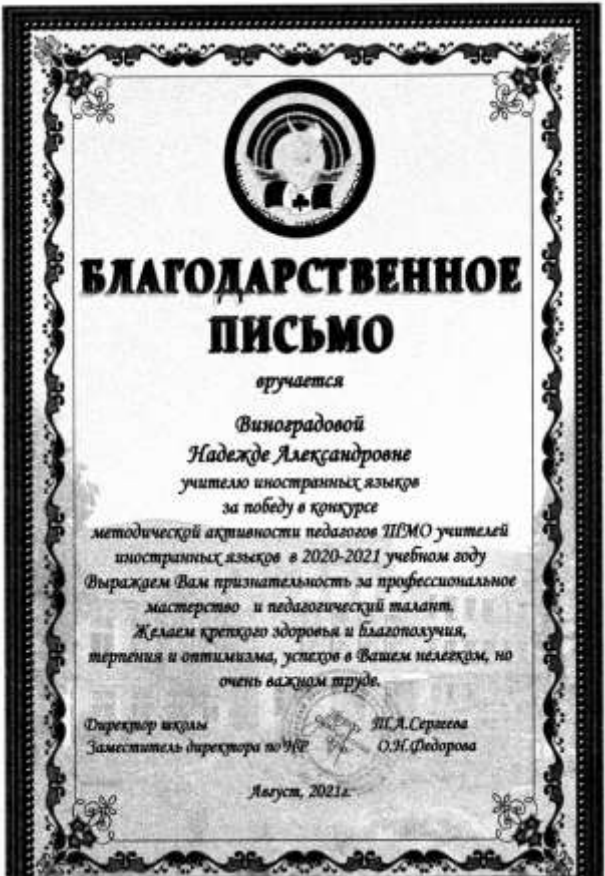 БЛАГОДАРСТВЕННОЕ
ПИСЬМО
вручается
Виноградовой
Надежде Александровне
учителю иностранных языков
за победу в конкурсе
методической активности педагогов ШМО учителей
иностранных языков в 2020-2021 учебном году
Выражаем Вам признательность за профессиональное
мастерство и педагогический талант.
Желаем крепкого здоровья и благополучия,
терпения и оптимизма, успехов в Вашем нелегком, но
очень важном труде.
Директор школы Т.А.Сергеева
Заместитель директора по НР О.Н.Федорова
Август, 2021г.